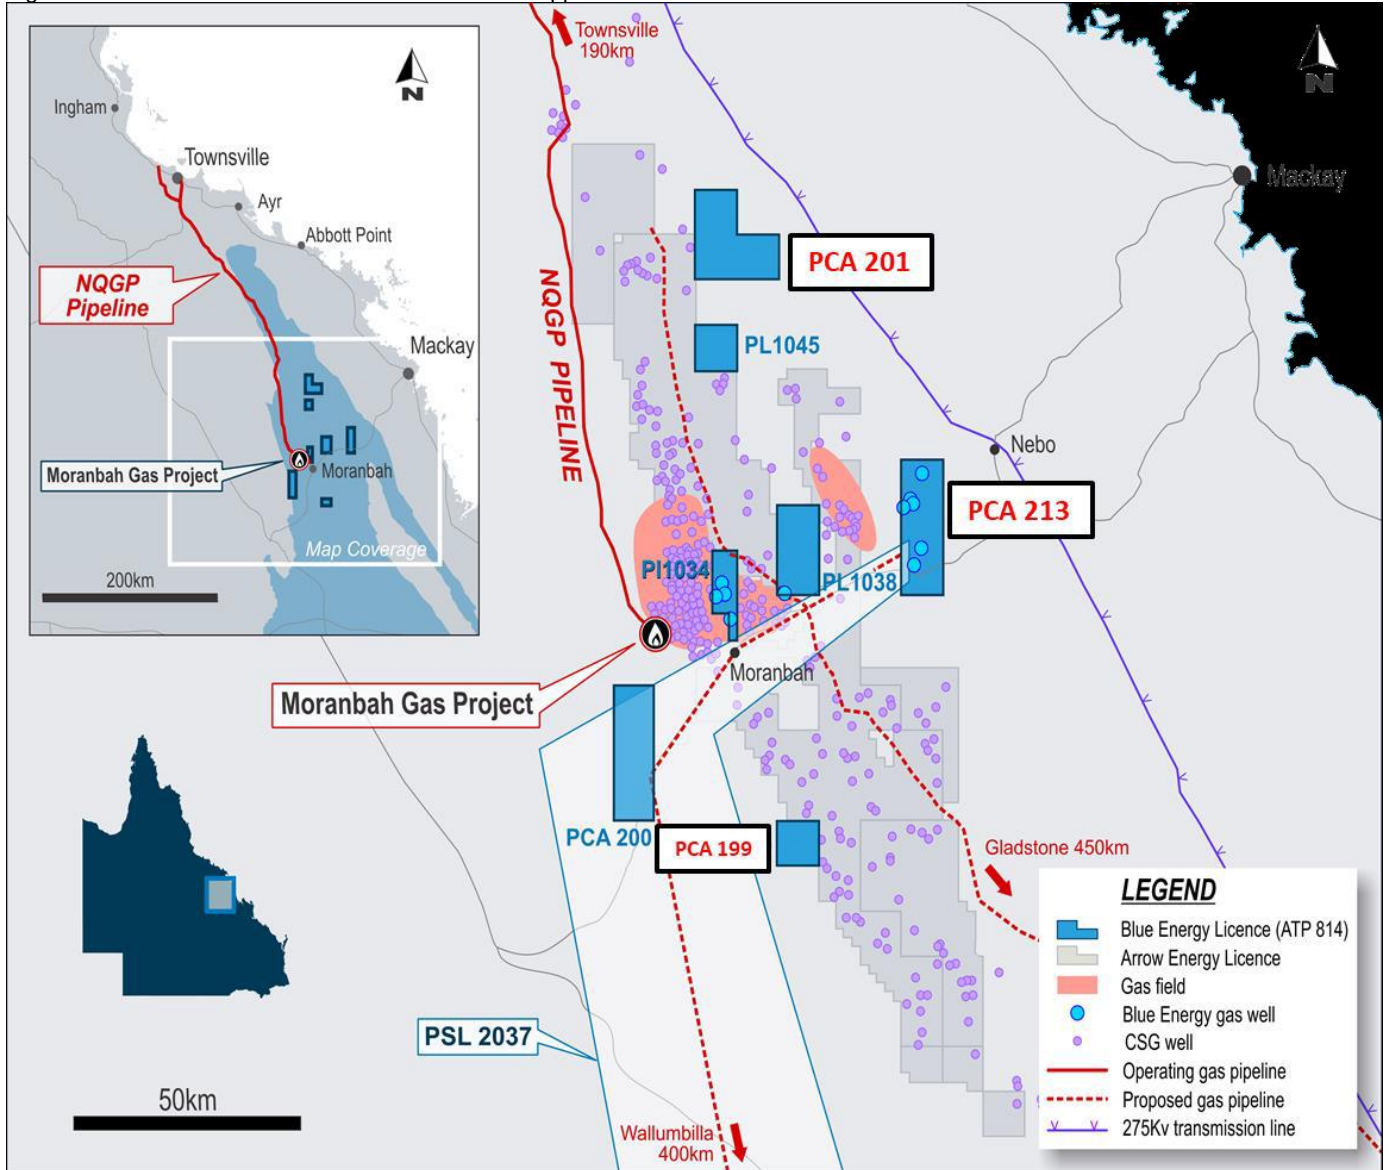 Townsville
190km
N
N
Ingham
Townsville
Ayr
Abbott Point
NQGP
Pipeline
Mackay
Moranbah Gas Project
Moranbah
Map Coverage
200km
Mackay
PCA 201
NQGP PIPELINE
PL1045
Nebo
PCA 213
Pl1034
PL1038
Moranbah
Moranbah Gas Project
PCA 200
PCA 199
Gladstone 450km
PSL 2037
50km
Wallumbilla
400km
LEGEND
Blue Energy Licence (ATP 814)
Arrow Energy Licence
Gas field
Blue Energy gas well
CSG well
Operating gas pipeline
Proposed gas pipeline
275Kv transmission line